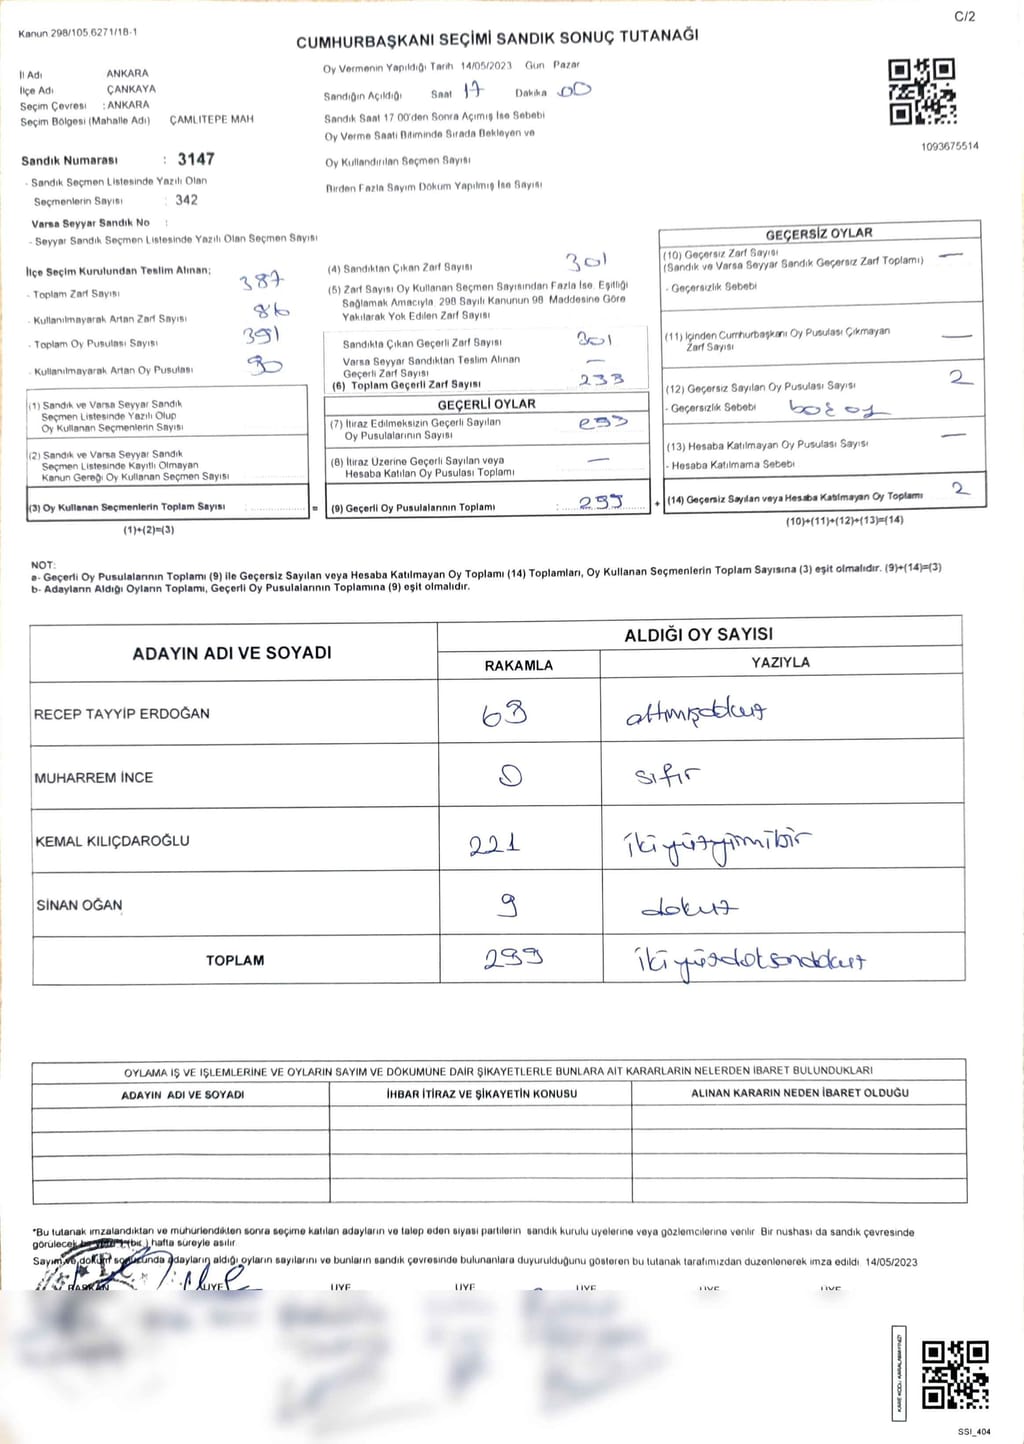 C/2
Kanun 298/105.6271/18-1
CUMHURBAŞKANI SEÇİMİ SANDIK SONUÇ TUTANAĞI
İl Adı ANKARA
İlçe Adı ÇANKAYA
Seçim Çevresi : ANKARA
Seçim Bölgesi (Mahalle Adı) ÇAMLITEPE MAH
Oy Vermenin Yapıldığı Tarih 14/05/2023 Gün Pazar
Sandığın Açıldığı Saat 17 Dakika 00
Sandık Saat 17 00'den Sonra Açımış İse Sebebi
Oy Verme Saati Bitiminde Sırada Bekleyen ve
Oy Kullandırılan Seçmen Sayısı
Birden Fazla Sayım Döküm Yapılmış İse Sayısı
1093675514
Sandık Numarası : 3147
- Sandık Seçmen Listesinde Yazılı Olan
Seçmenlerin Sayısı : 342
Varsa Seyyar Sandık No :
- Seyyar Sandık Seçmen Listesinde Yazılı Olan Seçmen Sayısı
İlçe Seçim Kurulundan Teslim Alınan;
- Toplam Zarf Sayısı 387
- Kullanılmayarak Artan Zarf Sayısı 86
- Toplam Oy Pusulası Sayısı 391
- Kullanılmayarak Artan Oy Pusulası 90
(1) Sandık ve Varsa Seyyar Sandık
Seçmen Listesinde Yazılı Olup
Oy Kullanan Seçmenlerin Sayısı
(2) Sandık ve Varsa Seyyar Sandık
Seçmen Listesinde Kayıtlı Olmayan
Kanun Gereği Oy Kullanan Seçmen Sayısı
(3) Oy Kullanan Seçmenlerin Toplam Sayısı : =
(1)+(2)=(3)
(4) Sandıktan Çıkan Zarf Sayısı 301
(5) Zarf Sayısı Oy Kullanan Seçmen Sayısından Fazla İse, Eşitliği
Sağlamak Amacıyla, 298 Sayılı Kanunun 98 Maddesine Göre
Yakılarak Yok Edilen Zarf Sayısı
Sandıkta Çıkan Geçerli Zarf Sayısı 301
Varsa Seyyar Sandıktan Teslim Alınan
Geçerli Zarf Sayısı —
(6) Toplam Geçerli Zarf Sayısı 299
GEÇERLİ OYLAR
(7) İtiraz Edilmeksizin Geçerli Sayılan
Oy Pusulalarının Sayısı 299
(8) İtiraz Üzerine Geçerli Sayılan veya
Hesaba Katılan Oy Pusulası Toplamı —
(9) Geçerli Oy Pusulalarının Toplamı : 299 +
GEÇERSİZ OYLAR
(10) Geçersiz Zarf Sayısı —
(Sandık ve Varsa Seyyar Sandık Geçersiz Zarf Toplamı)
- Geçersizlik Sebebi
(11) İçinden Cumhurbaşkanı Oy Pusulası Çıkmayan
Zarf Sayısı —
(12) Geçersiz Sayılan Oy Pusulası Sayısı 2
- Geçersizlik Sebebi boş oy
(13) Hesaba Katılmayan Oy Pusulası Sayısı —
- Hesaba Katılmama Sebebi
(14) Geçersiz Sayılan veya Hesaba Katılmayan Oy Toplamı 2
(10)+(11)+(12)+(13)=(14)
NOT:
a- Geçerli Oy Pusulalarının Toplamı (9) ile Geçersiz Sayılan veya Hesaba Katılmayan Oy Toplamı (14) Toplamları, Oy Kullanan Seçmenlerin Toplam Sayısına (3) eşit olmalıdır. (9)+(14)=(3)
b- Adayların Aldığı Oyların Toplamı, Geçerli Oy Pusulalarının Toplamına (9) eşit olmalıdır.
ADAYIN ADI VE SOYADI
ALDIĞI OY SAYISI
RAKAMLA YAZIYLA
RECEP TAYYİP ERDOĞAN 69 altmışdokuz
MUHARREM İNCE 0 sıfır
KEMAL KILIÇDAROĞLU 221 ikiyüzyirmibir
SİNAN OĞAN 9 dokuz
TOPLAM 299 ikiyüzdoksandokuz
OYLAMA İŞ VE İŞLEMLERİNE VE OYLARIN SAYIM VE DÖKÜMÜNE DAİR ŞİKAYETLERLE BUNLARA AİT KARARLARIN NELERDEN İBARET BULUNDUKLARI
ADAYIN ADI VE SOYADI İHBAR İTİRAZ VE ŞİKAYETİN KONUSU ALINAN KARARIN NEDEN İBARET OLDUĞU
*Bu tutanak imzalandıktan ve mühürlendikten sonra seçime katılan adayların ve talep eden siyasi partilerin sandık kurulu üyelerine veya gözlemcilerine verilir Bir nüshası da sandık çevresinde
görülecek (bir) hafta süreyle asılır
Sayım ve döküm sonucunda adayların aldığı oyların sayılarını ve bunların sandık çevresinde bulunanlara duyurulduğunu gösteren bu tutanak tarafımızdan düzenlenerek imza edildi 14/05/2023
BAŞKAN ÜYE ÜYE ÜYE ÜYE ÜYE ÜYE
KARE KODU KARALAMAYINIZ!
SSI_404